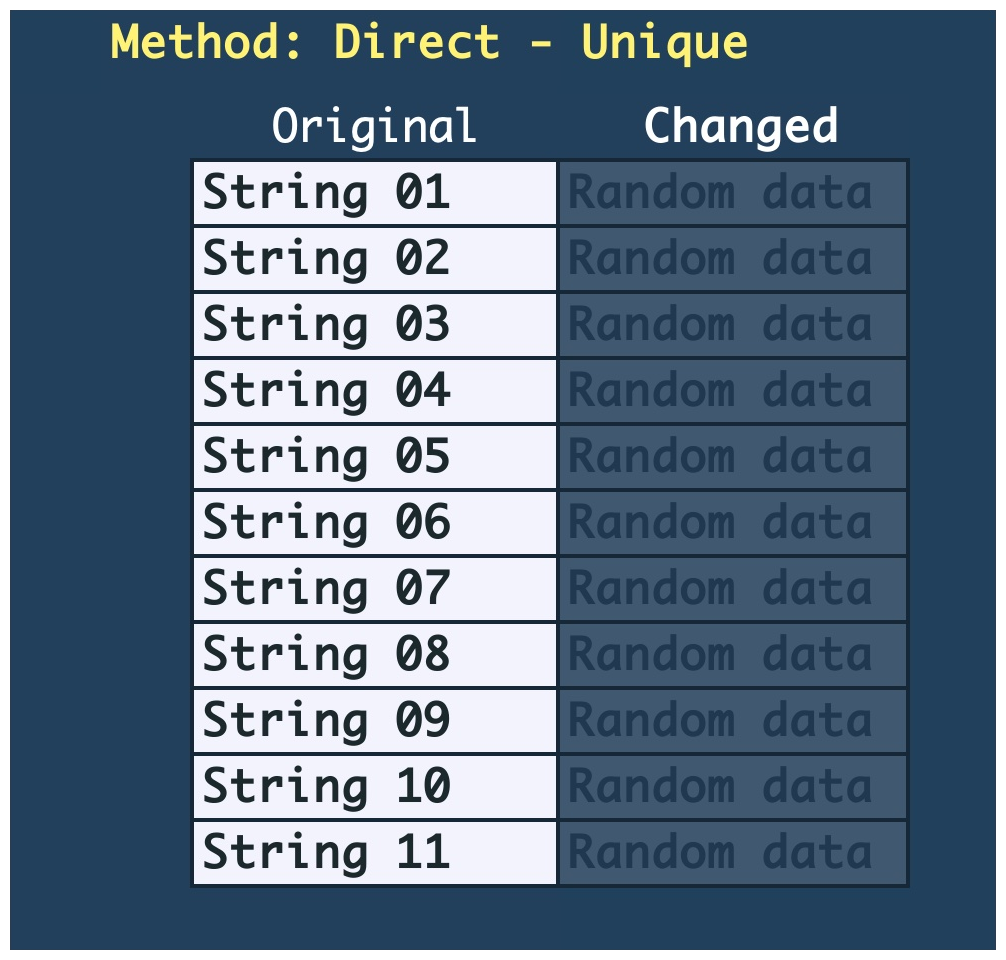 Method: Direct - Unique
Original Changed
String 01 Random data
String 02 Random data
String 03 Random data
String 04 Random data
String 05 Random data
String 06 Random data
String 07 Random data
String 08 Random data
String 09 Random data
String 10 Random data
String 11 Random data